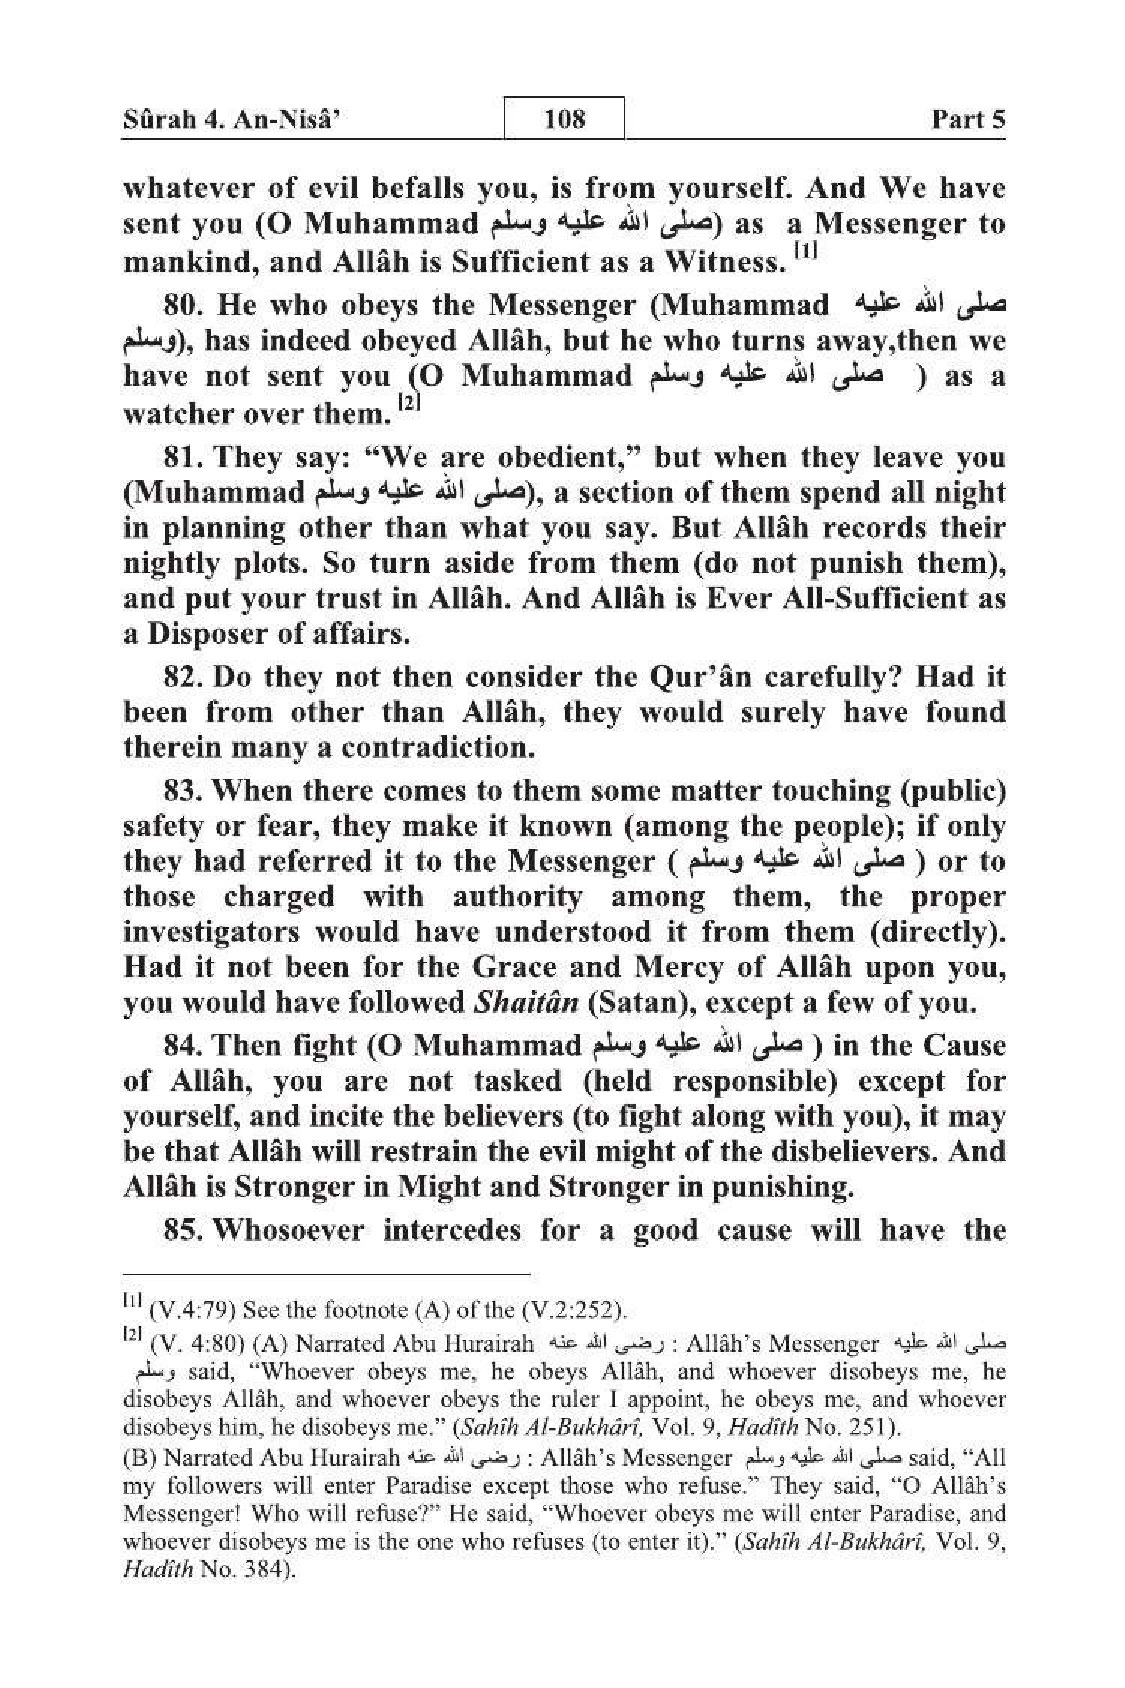 Sûrah 4. An-Nisâ’ 108 Part 5
whatever of evil befalls you, is from yourself. And We have
sent you (O Muhammad صلى الله عليه وسلم) as a Messenger to
mankind, and Allâh is Sufficient as a Witness. [1]
80. He who obeys the Messenger (Muhammad صلى الله عليه
وسلم), has indeed obeyed Allâh, but he who turns away,then we
have not sent you (O Muhammad صلى الله عليه وسلم ) as a
watcher over them. [2]
81. They say: “We are obedient,” but when they leave you
(Muhammad صلى الله عليه وسلم), a section of them spend all night
in planning other than what you say. But Allâh records their
nightly plots. So turn aside from them (do not punish them),
and put your trust in Allâh. And Allâh is Ever All-Sufficient as
a Disposer of affairs.
82. Do they not then consider the Qur’ân carefully? Had it
been from other than Allâh, they would surely have found
therein many a contradiction.
83. When there comes to them some matter touching (public)
safety or fear, they make it known (among the people); if only
they had referred it to the Messenger ( صلى الله عليه وسلم ) or to
those charged with authority among them, the proper
investigators would have understood it from them (directly).
Had it not been for the Grace and Mercy of Allâh upon you,
you would have followed Shaitân (Satan), except a few of you.
84. Then fight (O Muhammad صلى الله عليه وسلم ) in the Cause
of Allâh, you are not tasked (held responsible) except for
yourself, and incite the believers (to fight along with you), it may
be that Allâh will restrain the evil might of the disbelievers. And
Allâh is Stronger in Might and Stronger in punishing.
85. Whosoever intercedes for a good cause will have the
[1] (V.4:79) See the footnote (A) of the (V.2:252).
[2] (V. 4:80) (A) Narrated Abu Hurairah رضى الله عنه : Allâh’s Messenger صلى الله عليه
وسلم said, “Whoever obeys me, he obeys Allâh, and whoever disobeys me, he
disobeys Allâh, and whoever obeys the ruler I appoint, he obeys me, and whoever
disobeys him, he disobeys me.” (Sahîh Al-Bukhârî, Vol. 9, Hadîth No. 251).
(B) Narrated Abu Hurairah رضى الله عنه : Allâh’s Messenger صلى الله عليه وسلم said, “All
my followers will enter Paradise except those who refuse.” They said, “O Allâh’s
Messenger! Who will refuse?” He said, “Whoever obeys me will enter Paradise, and
whoever disobeys me is the one who refuses (to enter it).” (Sahîh Al-Bukhârî, Vol. 9,
Hadîth No. 384).